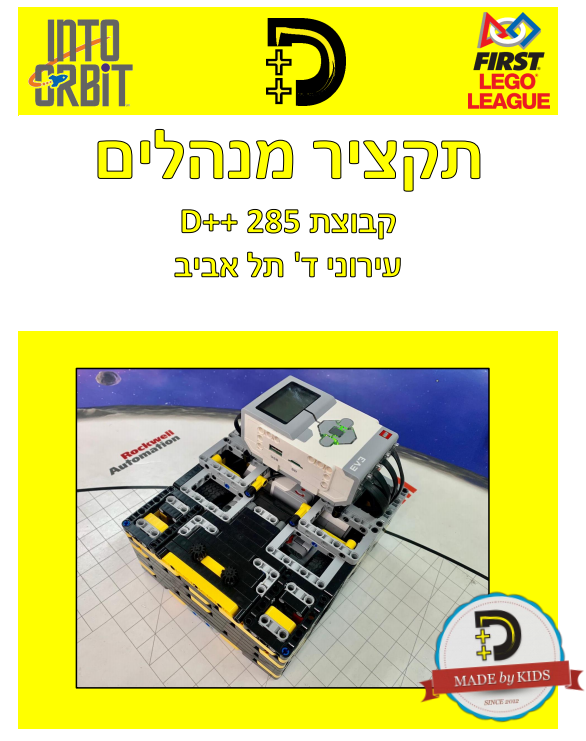 INTO
ORBIT
D++
FIRST
LEGO
LEAGUE
תקציר מנהלים
קבוצת D++ 285
עירוני ד' תל אביב
Rockwell
Automation
EV3
D++
MADE by KIDS
SINCE 2012